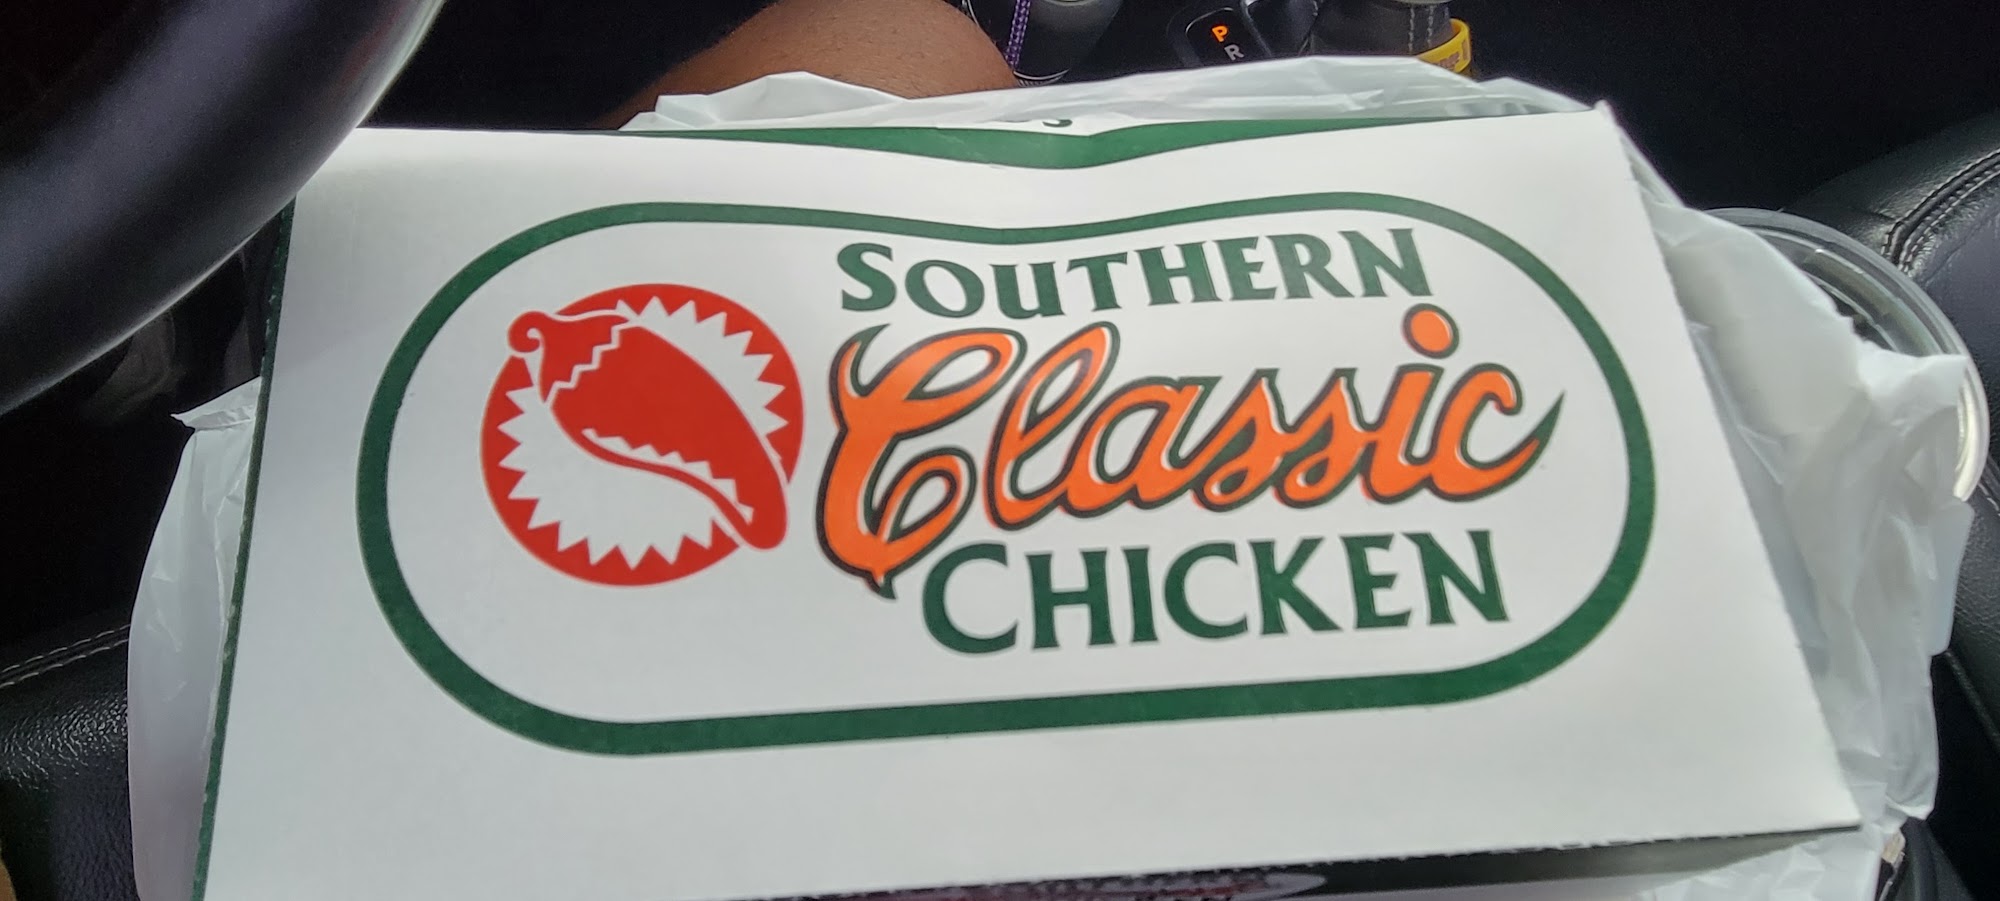 P
R
SOUTHERN
Classic
CHICKEN